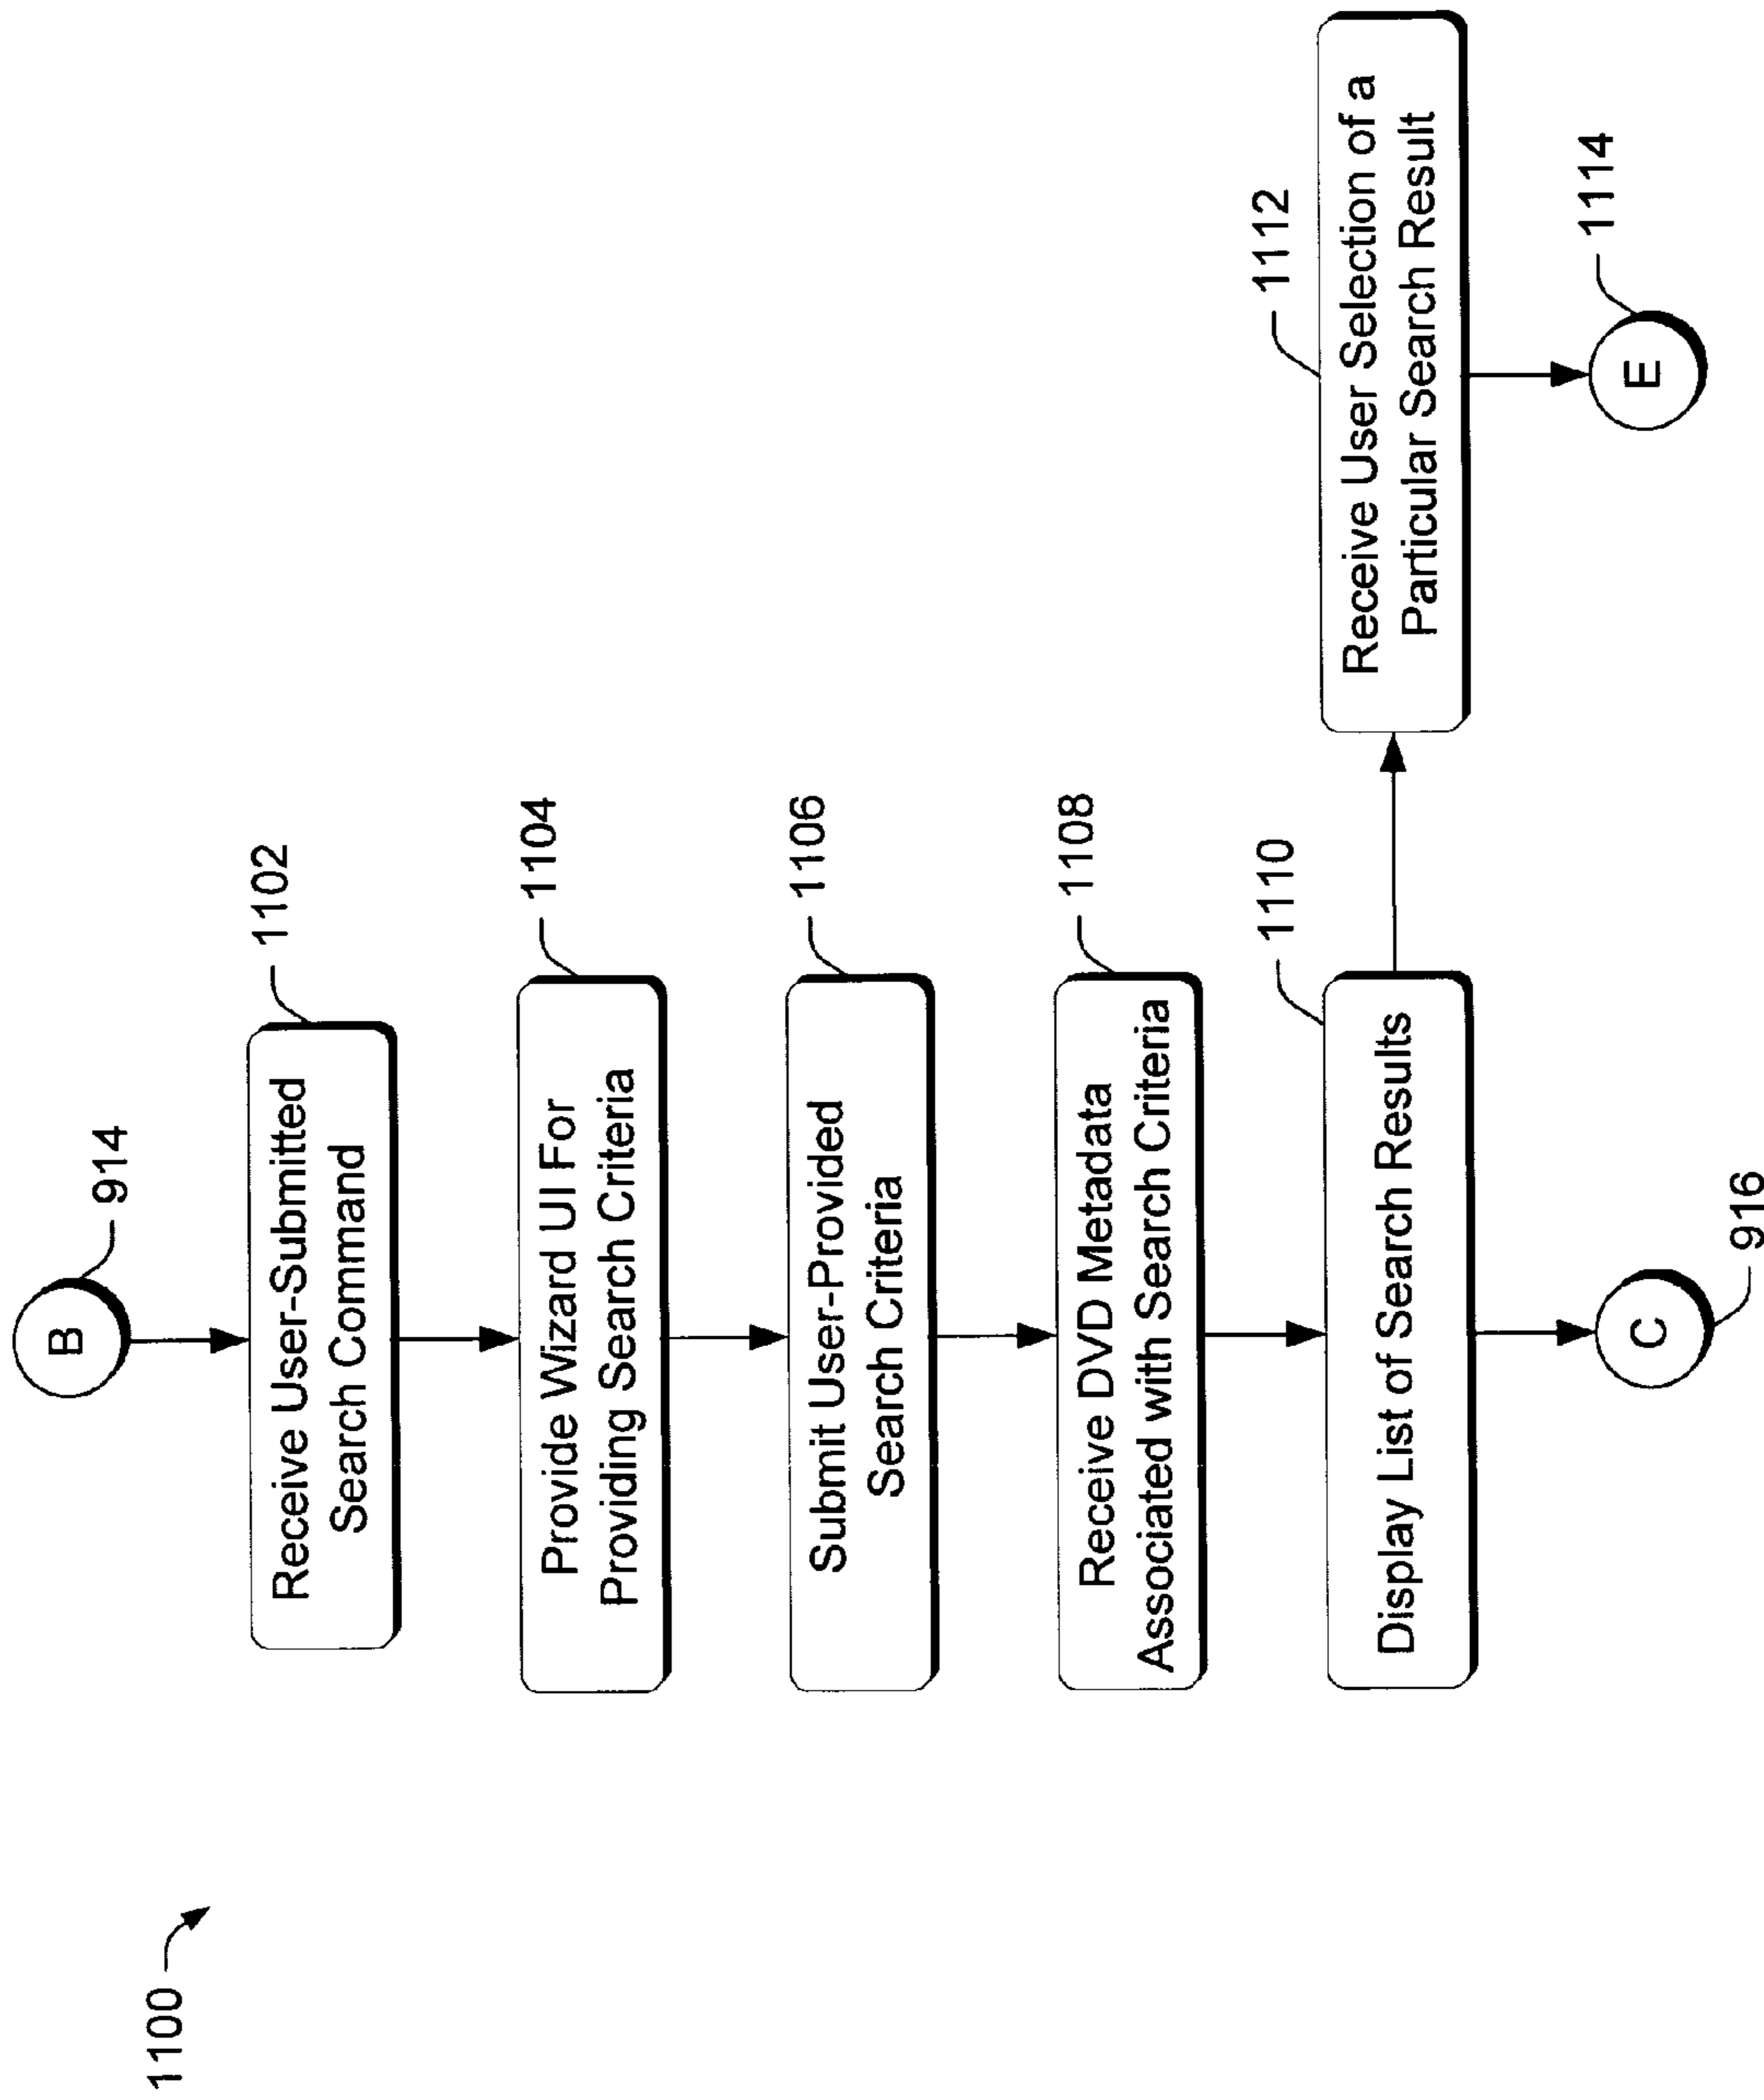 1100
B
914
Receive User-Submitted
Search Command
1102
Provide Wizard UI For
Providing Search Criteria
1104
Submit User-Provided
Search Criteria
1106
Receive DVD Metadata
Associated with Search Criteria
1108
Display List of Search Results
1110
C
916
Receive User Selection of a
Particular Search Result
1112
E
1114